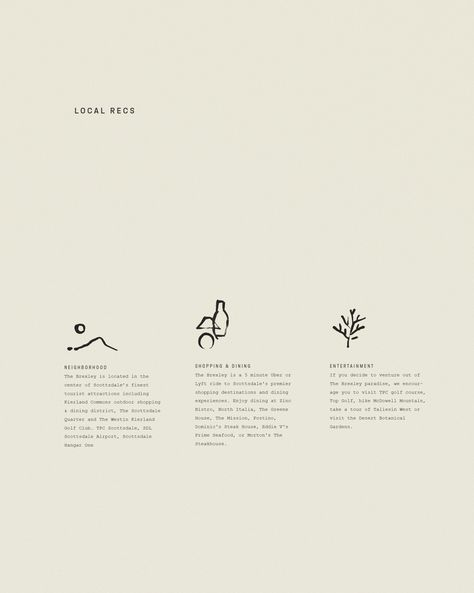 LOCAL RECS
NEIGHBORHOOD
The Brexley is located in the
center of Scottsdale's finest
tourist attractions including
Kierland Commons outdoor shopping
& dining district, The Scottsdale
Quarter and The Westin Kierland
Golf Club. TPC Scottsdale, SDL
Scottsdale Airport, Scottsdale
Hangar One
SHOPPING & DINING
The Brexley is a 5 minute Uber or
Lyft ride to Scottsdale's premier
shopping destinations and dining
experiences. Enjoy dining at Zinc
Bistro, North Italia, The Greene
House, The Mission, Postino,
Dominic's Steak House, Eddie V's
Prime Seafood, or Morton's The
Steakhouse.
ENTERTAINMENT
If you decide to venture out of
The Brexley paradise, we encour-
age you to visit TPC golf course,
Top Golf, hike McDowell Mountain,
take a tour of Taliesin West or
visit the Desert Botanical
Gardens.